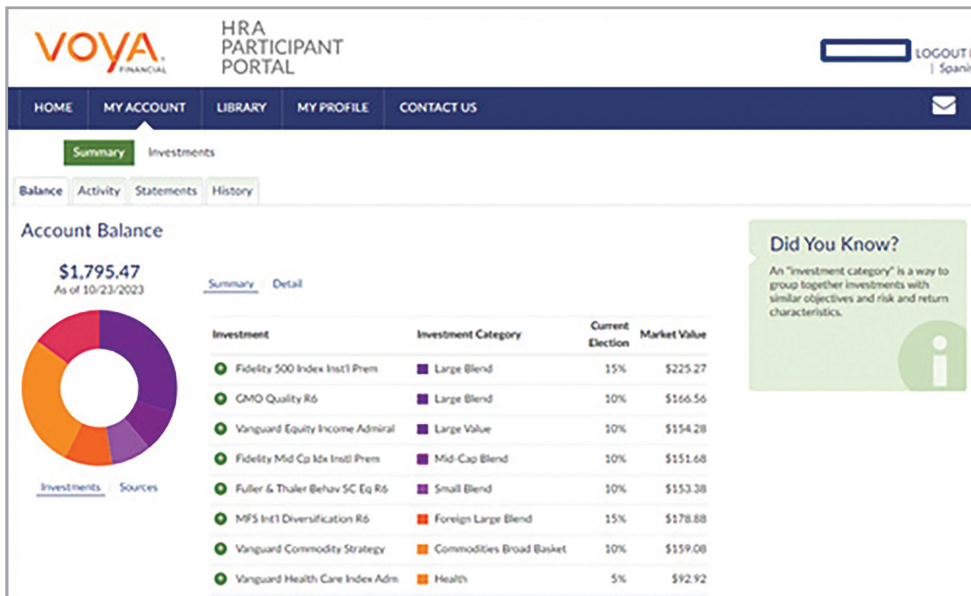 VOYA
FINANCIAL
HRA
PARTICIPANT
PORTAL
LOGOUT
HOME MY ACCOUNT LIBRARY MY PROFILE CONTACT US
Summary Investments
Balance Activity Statements History
Account Balance
$1,795.47
As of 10/23/2023
Investments Sources
Summary Detail
Investment Investment Category Current Election Market Value
Fidelity 500 Index Inst'l Prem Large Blend 15% $225.27
GMO Quality R6 Large Blend 10% $166.56
Vanguard Equity Income Admiral Large Value 10% $154.28
Fidelity Mid Cp Idx Instl Prem Mid-Cap Blend 10% $151.68
Fuller & Thaler Behav SC Eq R6 Small Blend 10% $153.38
MFS Int'l Diversification R6 Foreign Large Blend 15% $178.88
Vanguard Commodity Strategy Commodities Broad Basket 10% $159.08
Vanguard Health Care Index Adm Health 5% $92.92
Did You Know?
An "investment category" is a way to
group together investments with
similar objectives and risk and return
characteristics.